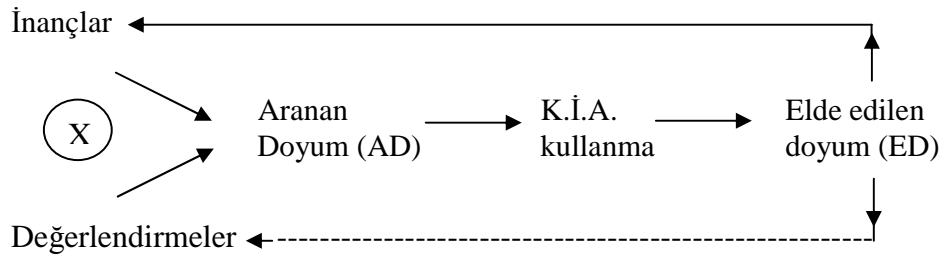 İnançlar
X
Aranan
Doyum (AD)
K.İ.A.
kullanma
Elde edilen
doyum (ED)
Değerlendirmeler